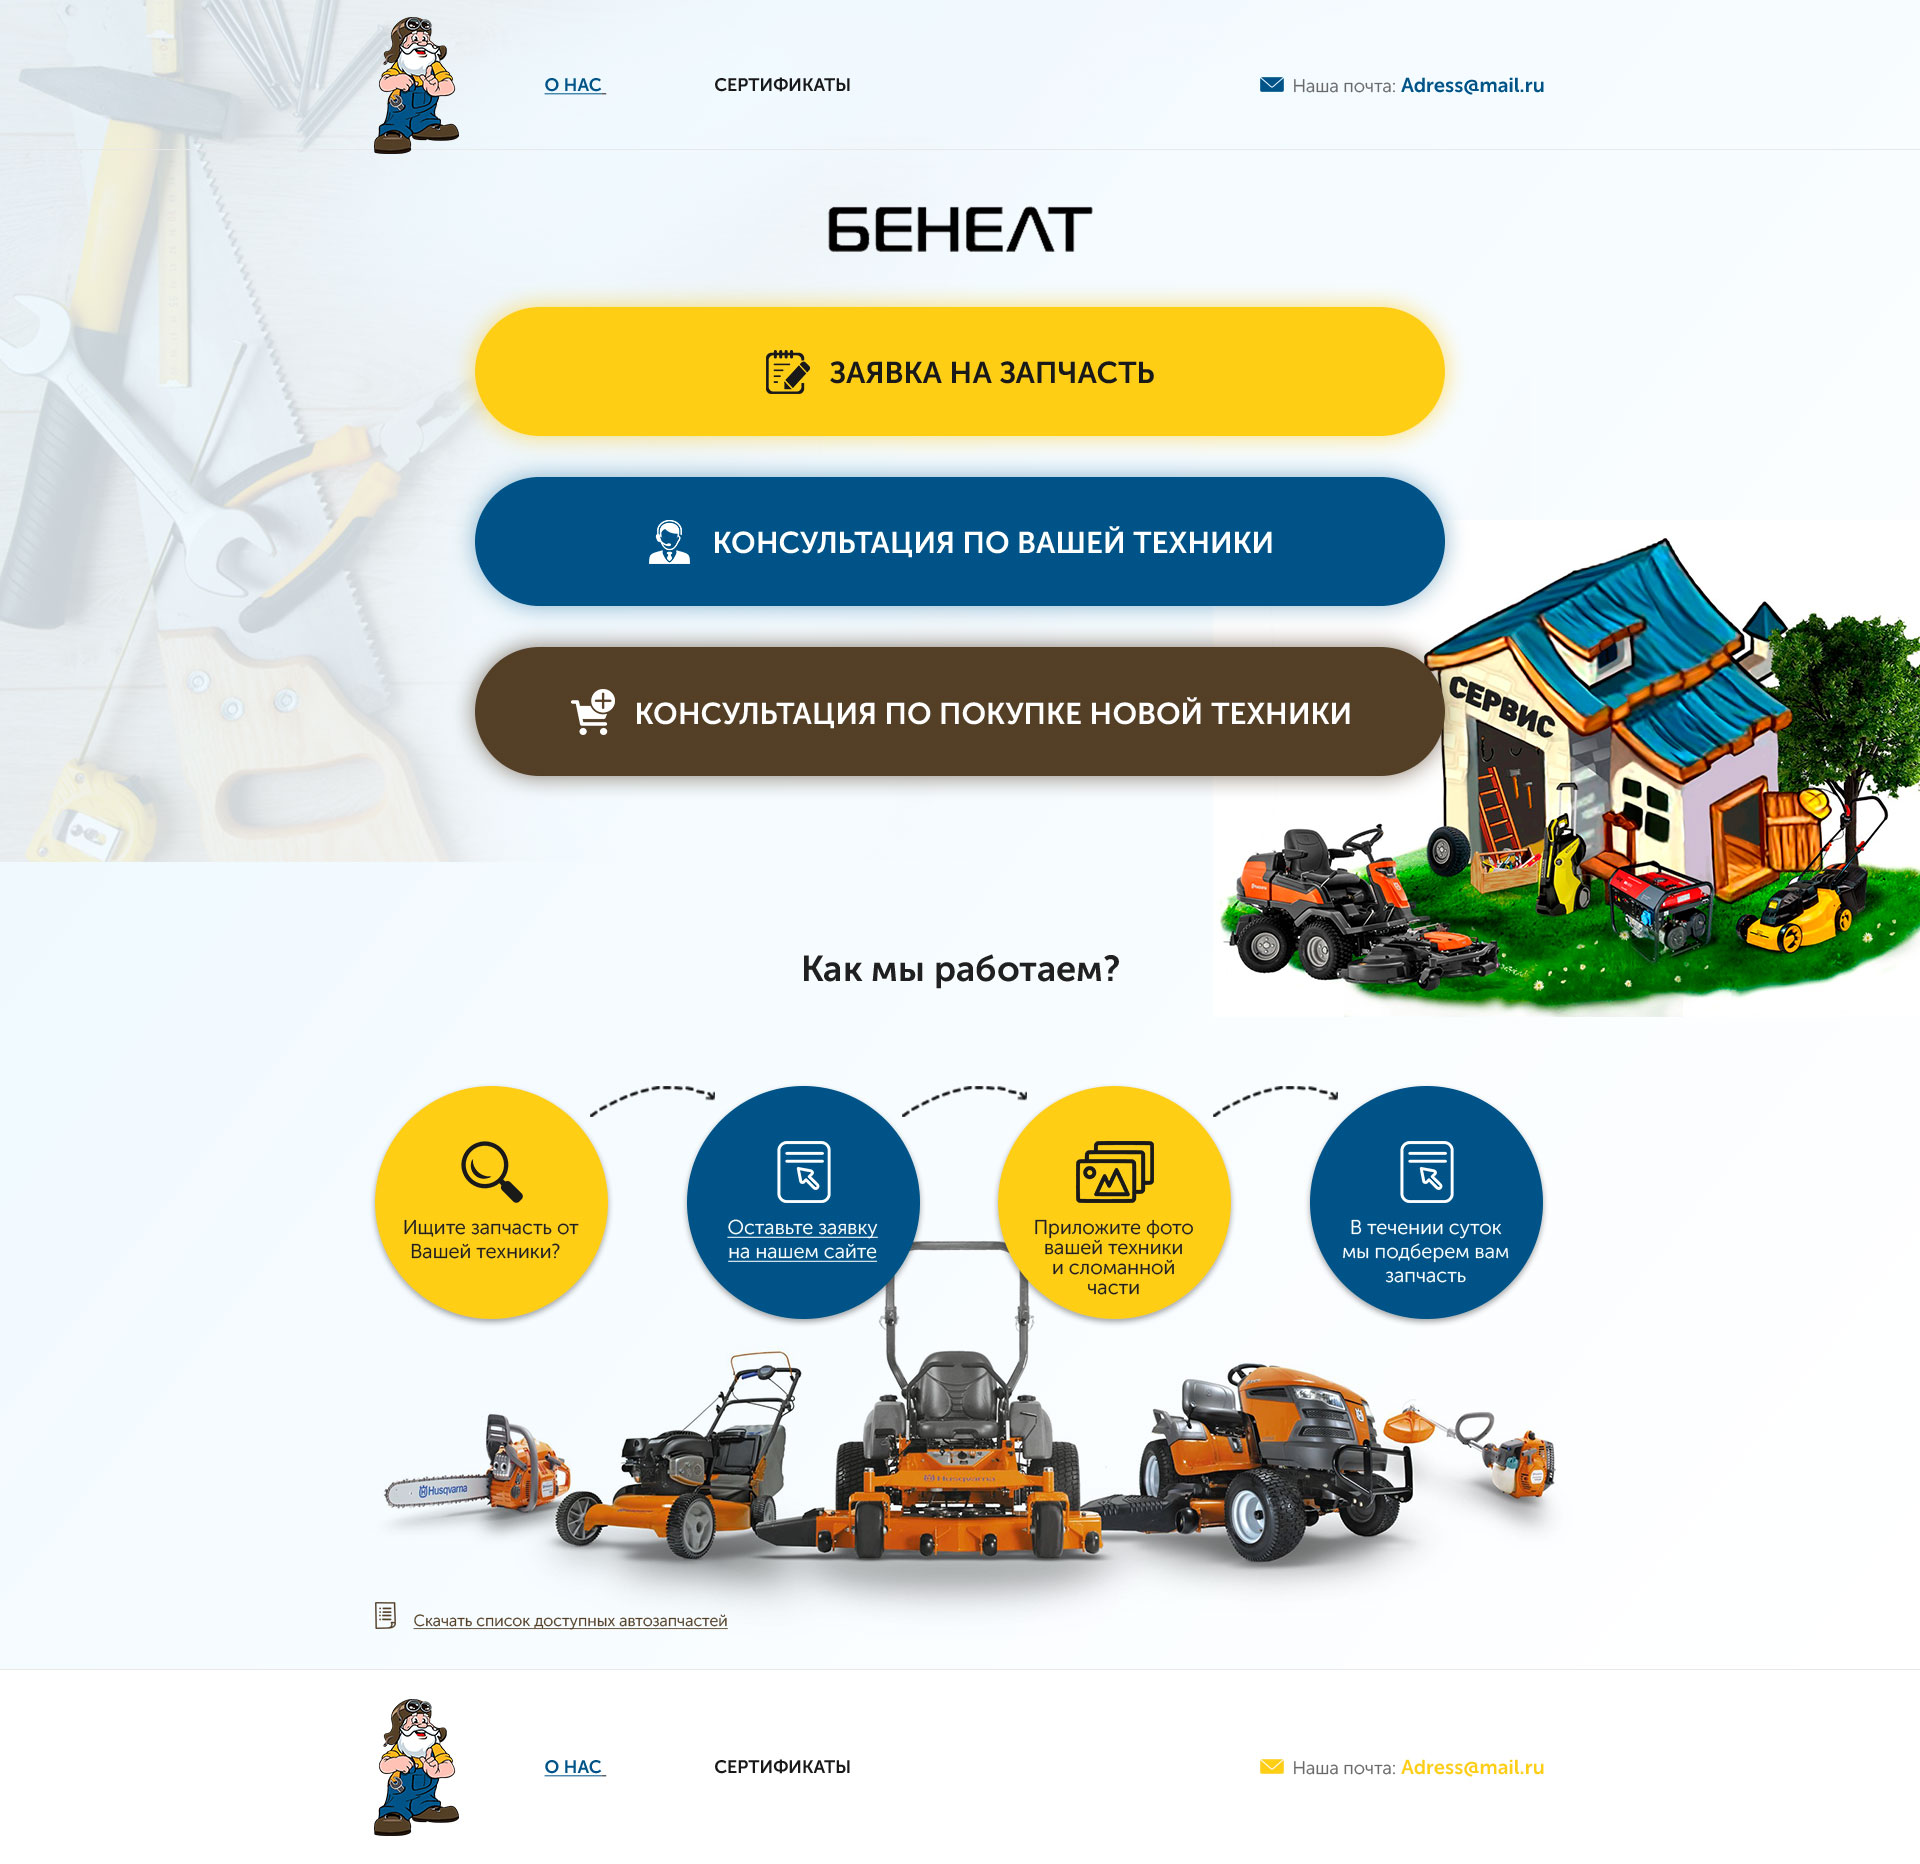 О НАС
СЕРТИФИКАТЫ
Наша почта: Adress@mail.ru
БЕНЕЛТ
ЗАЯВКА НА ЗАПЧАСТЬ
КОНСУЛЬТАЦИЯ ПО ВАШЕЙ ТЕХНИКИ
КОНСУЛЬТАЦИЯ ПО ПОКУПКЕ НОВОЙ ТЕХНИКИ
СЕРВИС
Как мы работаем?
Ищите запчасть от
Вашей техники?
Оставьте заявку
на нашем сайте
Приложите фото
вашей техники
и сломанной
части
В течении суток
мы подберем вам
запчасть
Husqvarna
Husqvarna
Скачать список доступных автозапчастей
О НАС
СЕРТИФИКАТЫ
Наша почта: Adress@mail.ru